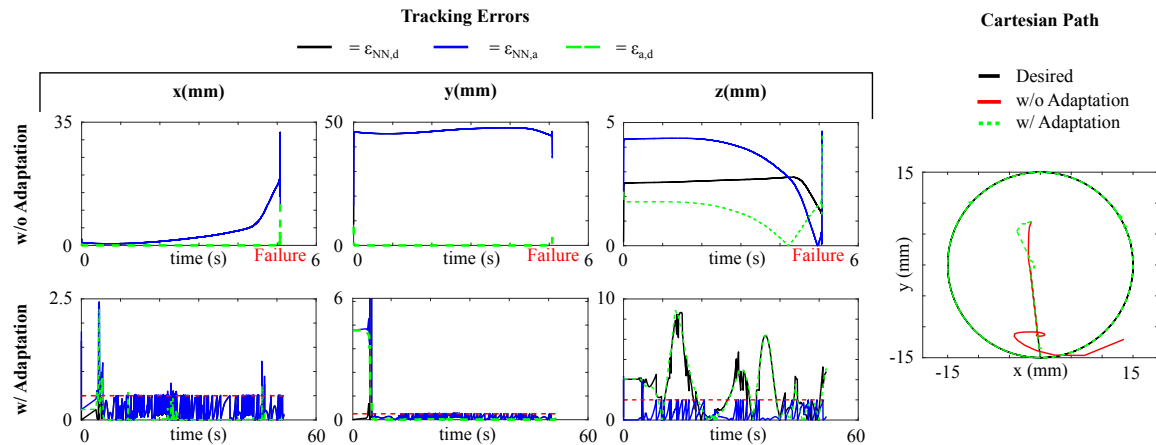 Tracking Errors
Cartesian Path
= ε_NN,d = ε_NN,a = ε_a,d
x(mm) y(mm) z(mm)
Desired
w/o Adaptation
w/ Adaptation
w/o Adaptation
35
0
0 time (s) 6
Failure
50
0
0 time (s) 6
Failure
5
0
0 time (s) 6
Failure
w/ Adaptation
2.5
0
0 time (s) 60
6
0
0 time (s) 60
10
0
0 time (s) 60
15
y (mm)
-15
-15 x (mm) 15